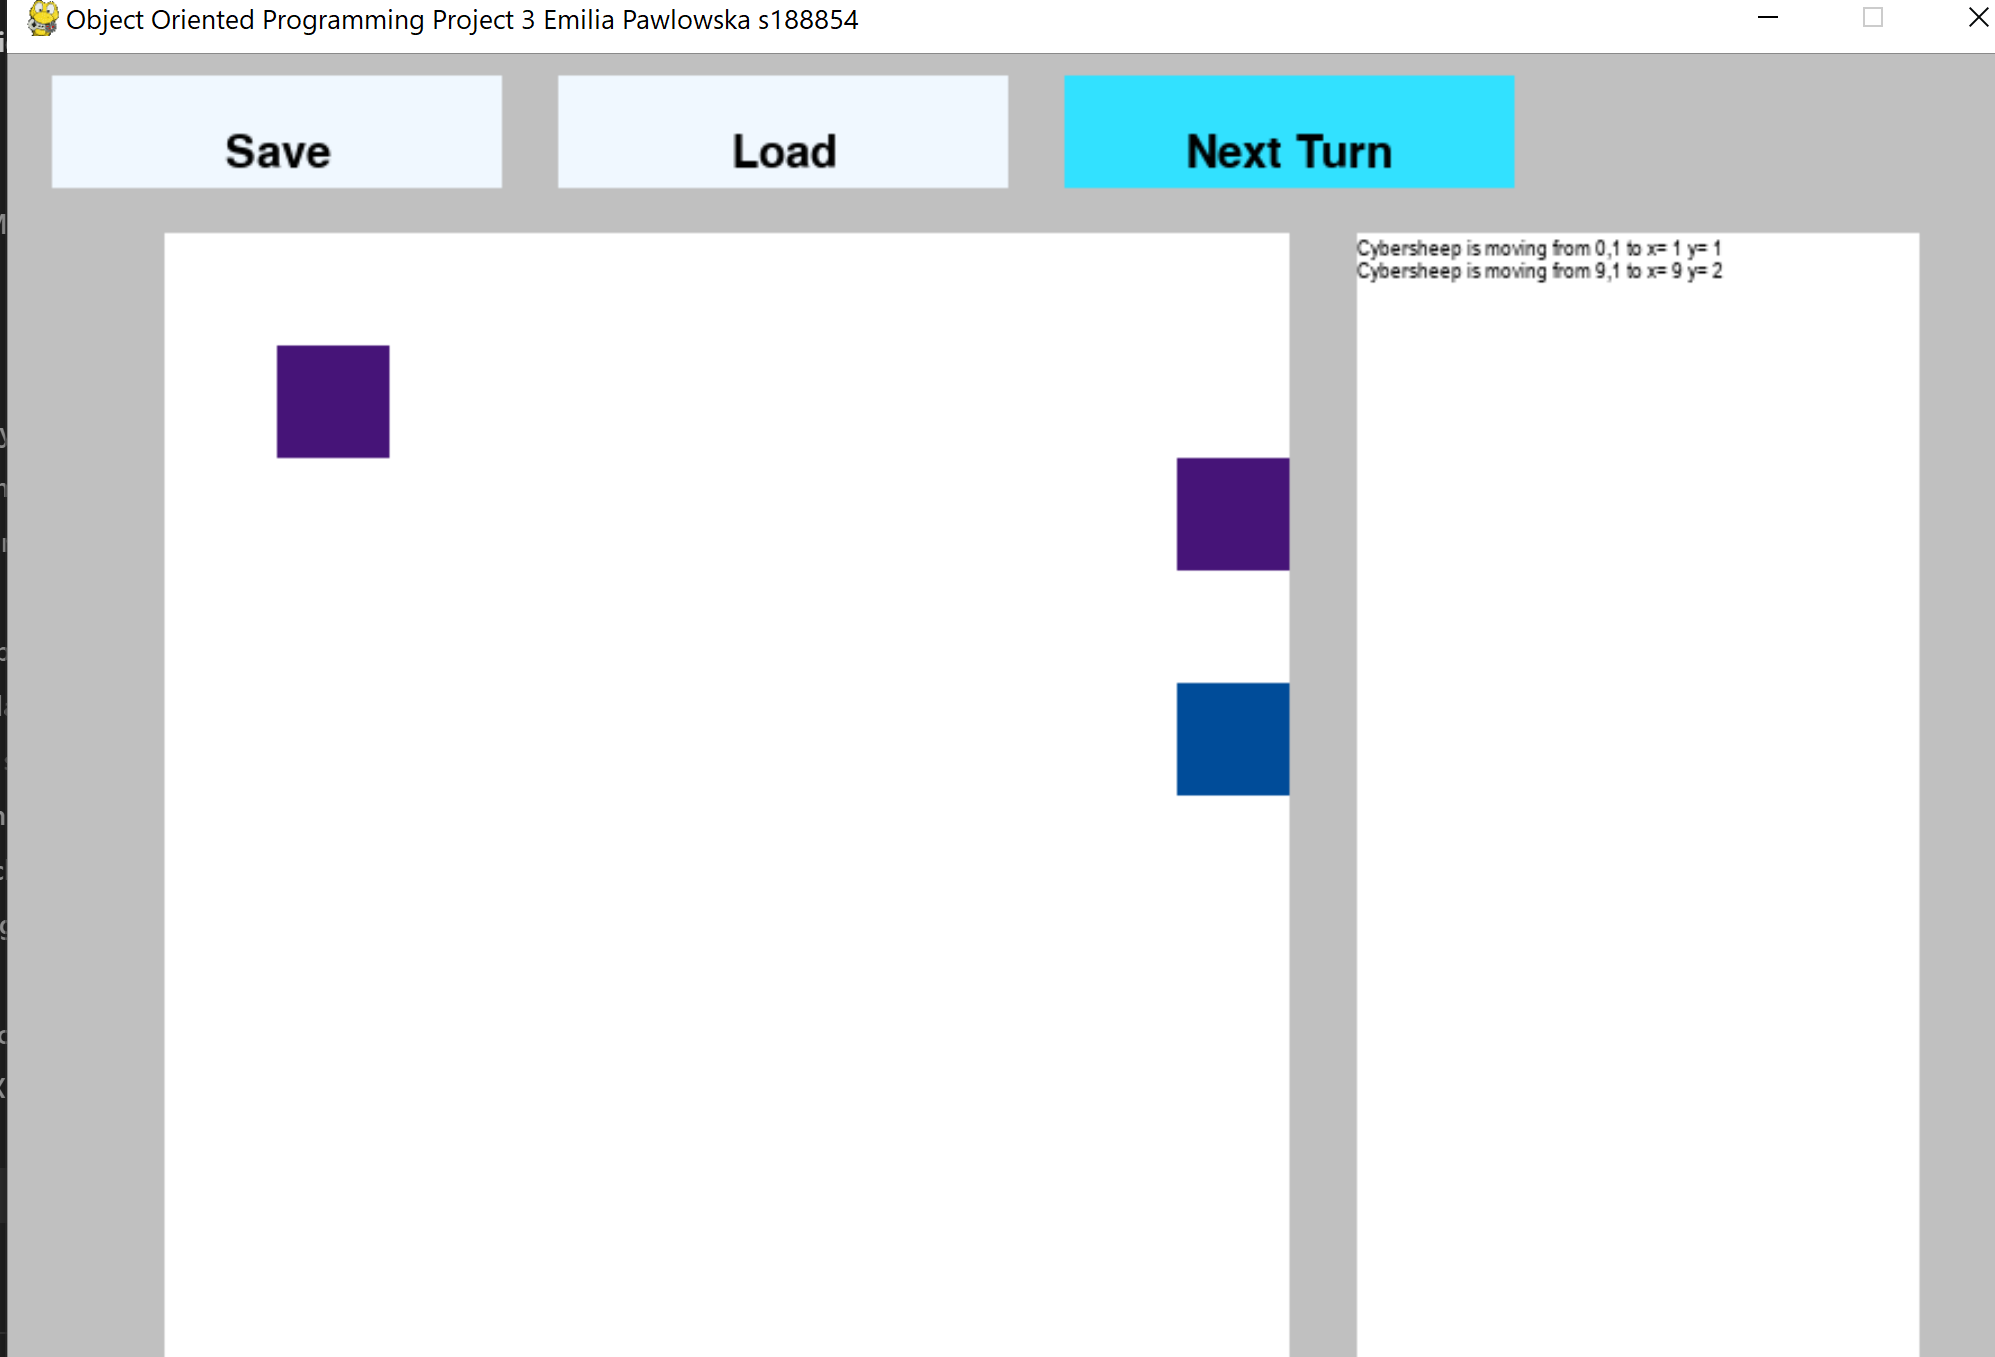 Object Oriented Programming Project 3 Emilia Pawlowska s188854
Save
Load
Next Turn
Cybersheep is moving from 0,1 to x= 1 y= 1
Cybersheep is moving from 9,1 to x= 9 y= 2